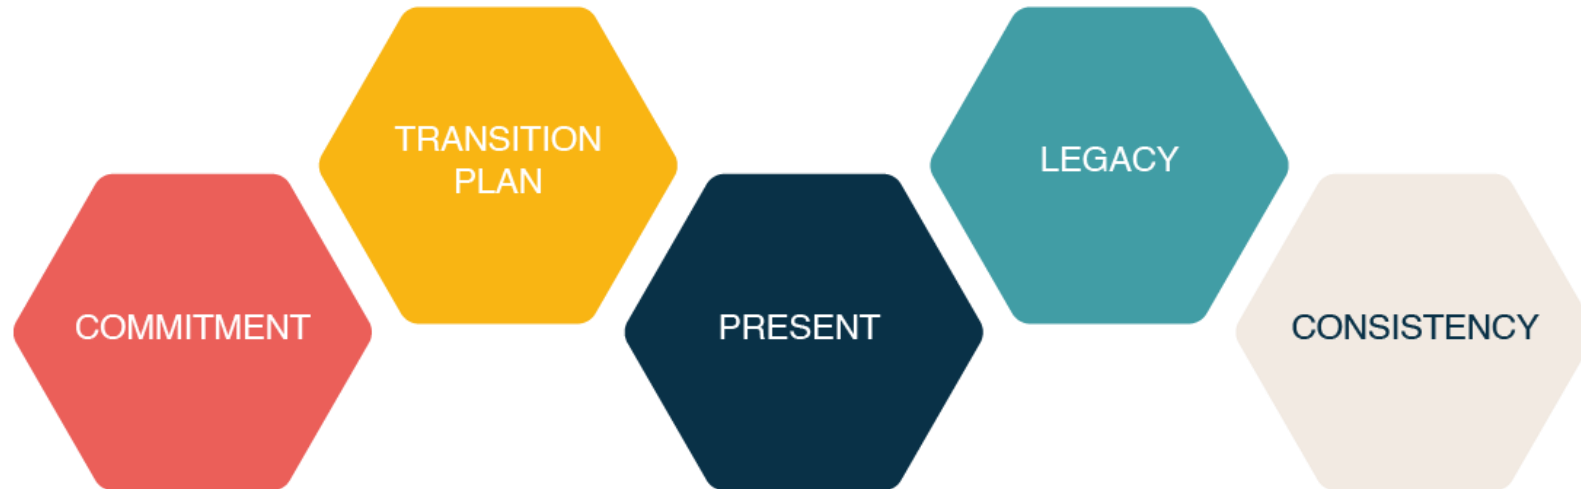 COMMITMENT
TRANSITION
PLAN
PRESENT
LEGACY
CONSISTENCY